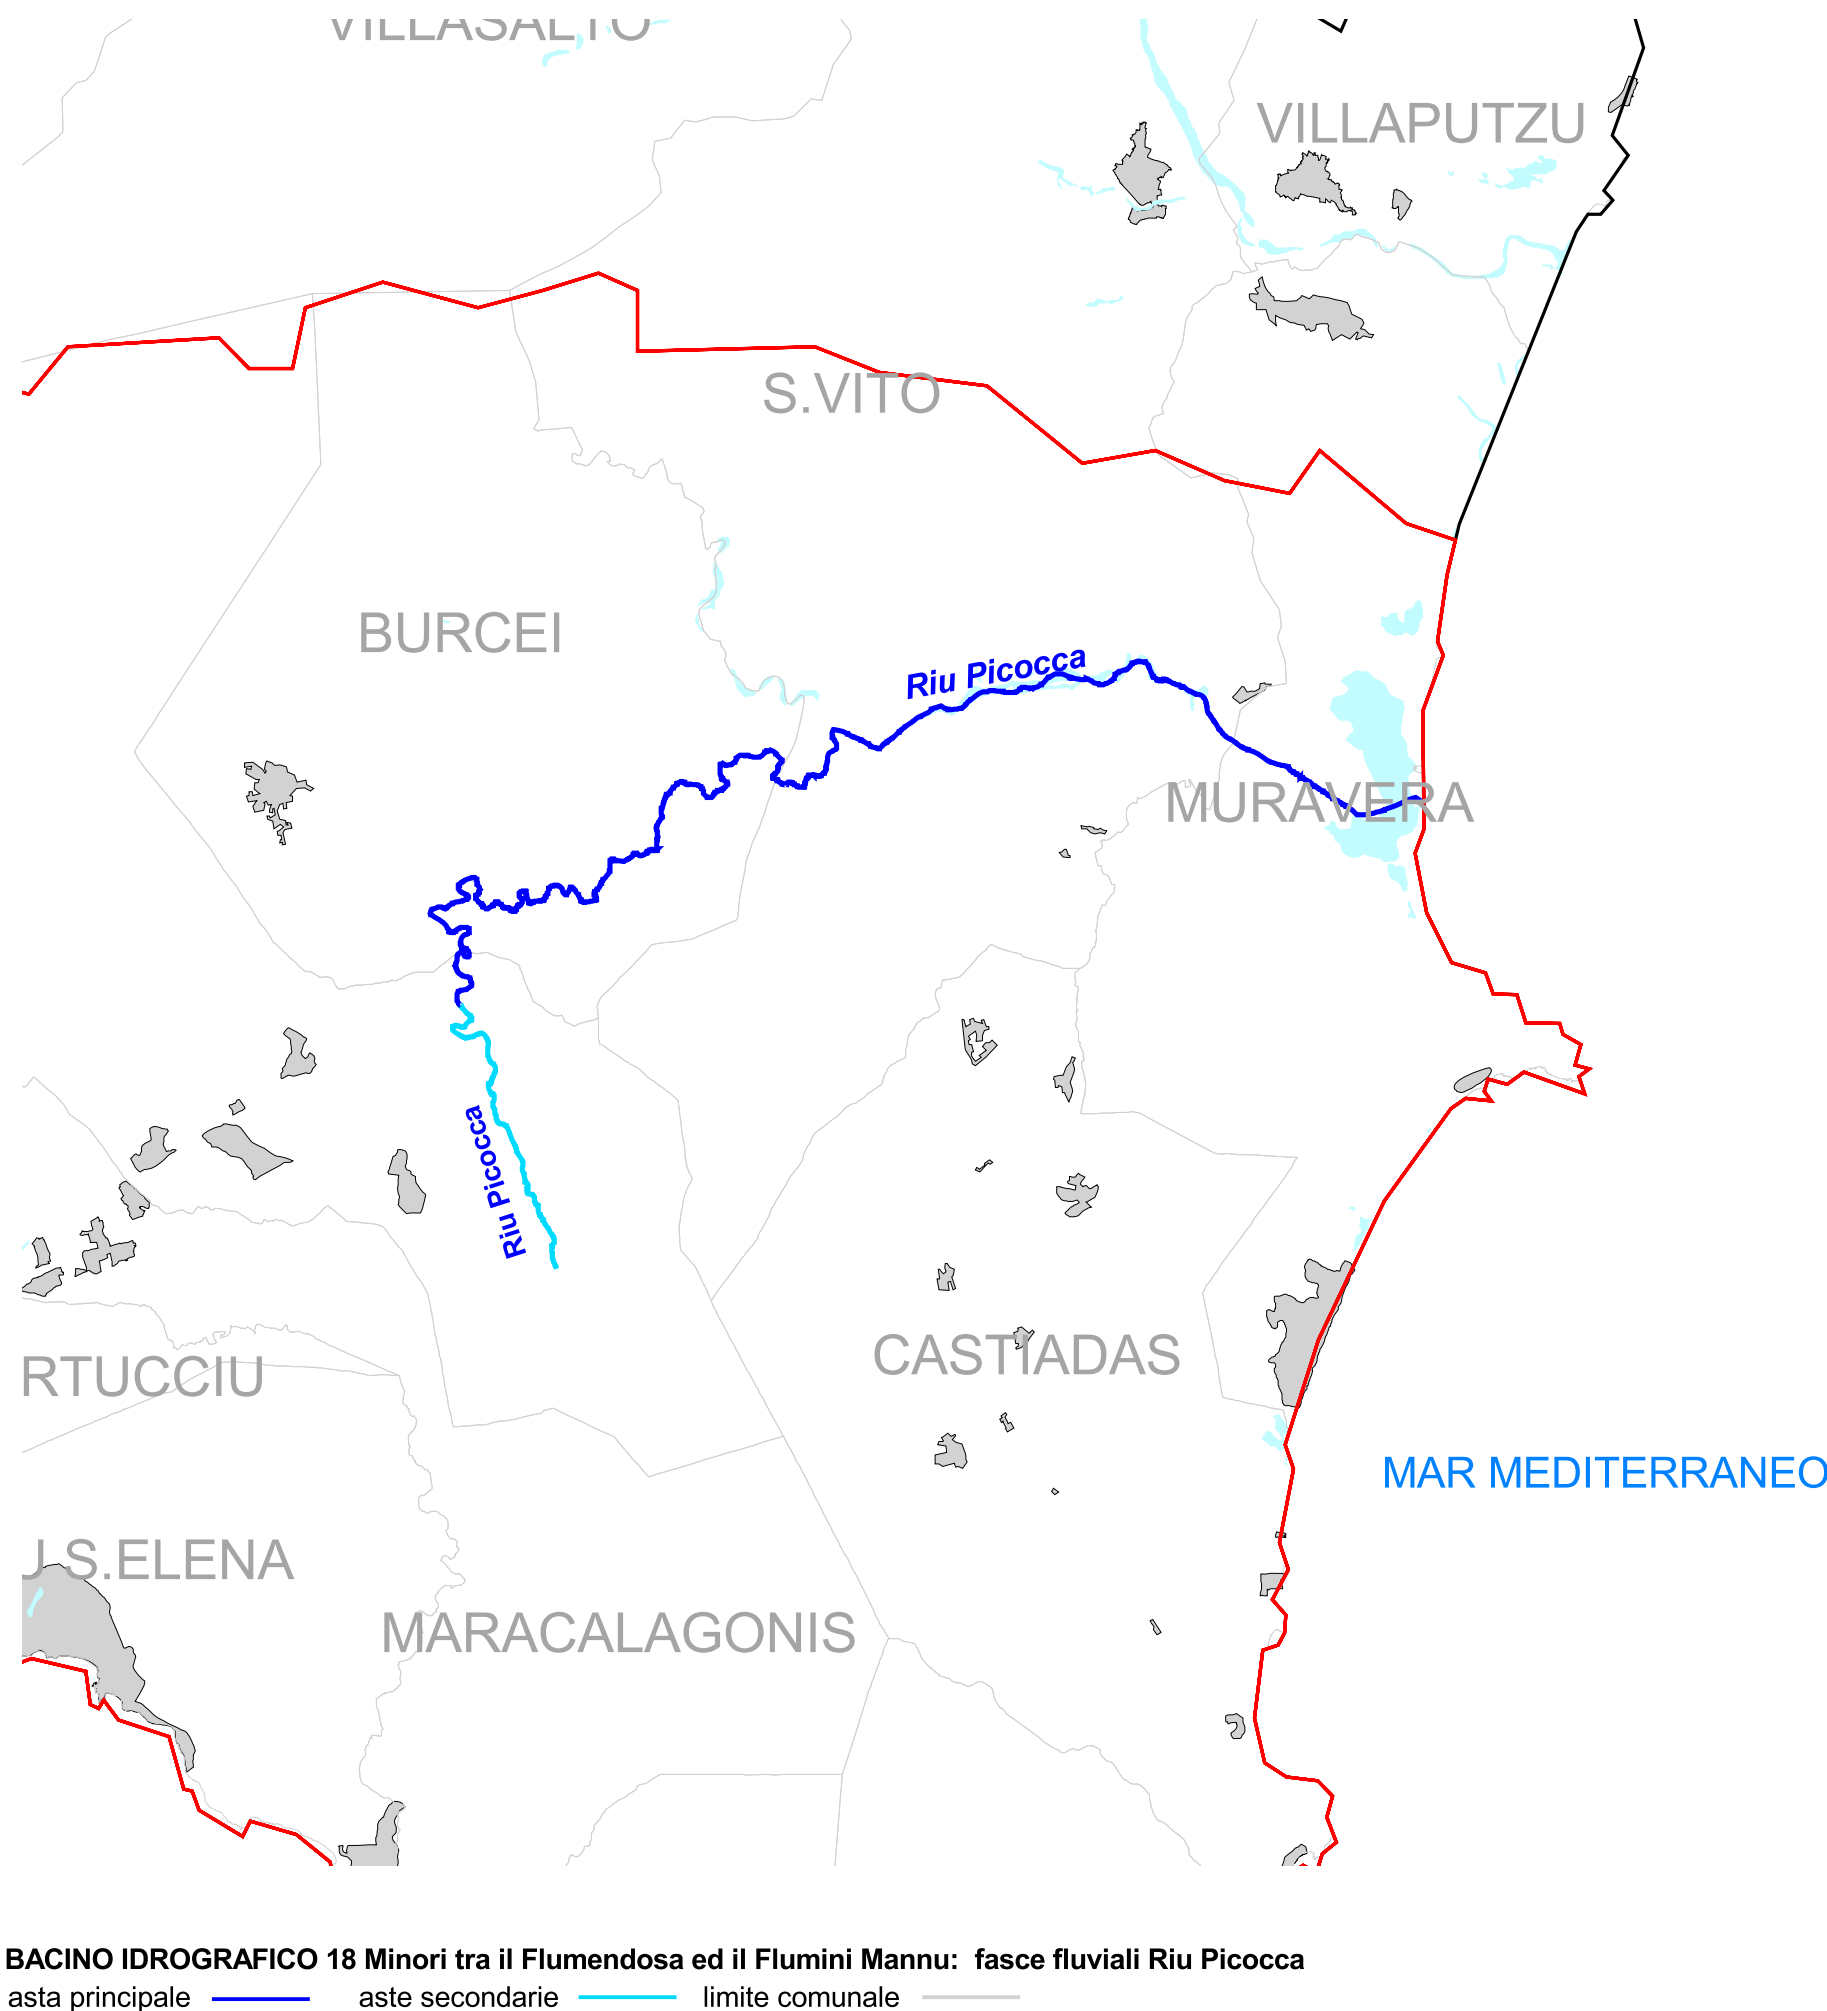 VILLASALTO
VILLAPUTZU
S.VITO
BURCEI
Riu Picocca
MURAVERA
Riu Picocca
CASTIADAS
RTUCCIU
MAR MEDITERRANEO
J S.ELENA
MARACALAGONIS
BACINO IDROGRAFICO 18 Minori tra il Flumendosa ed il Flumini Mannu: fasce fluviali Riu Picocca
asta principale aste secondarie limite comunale